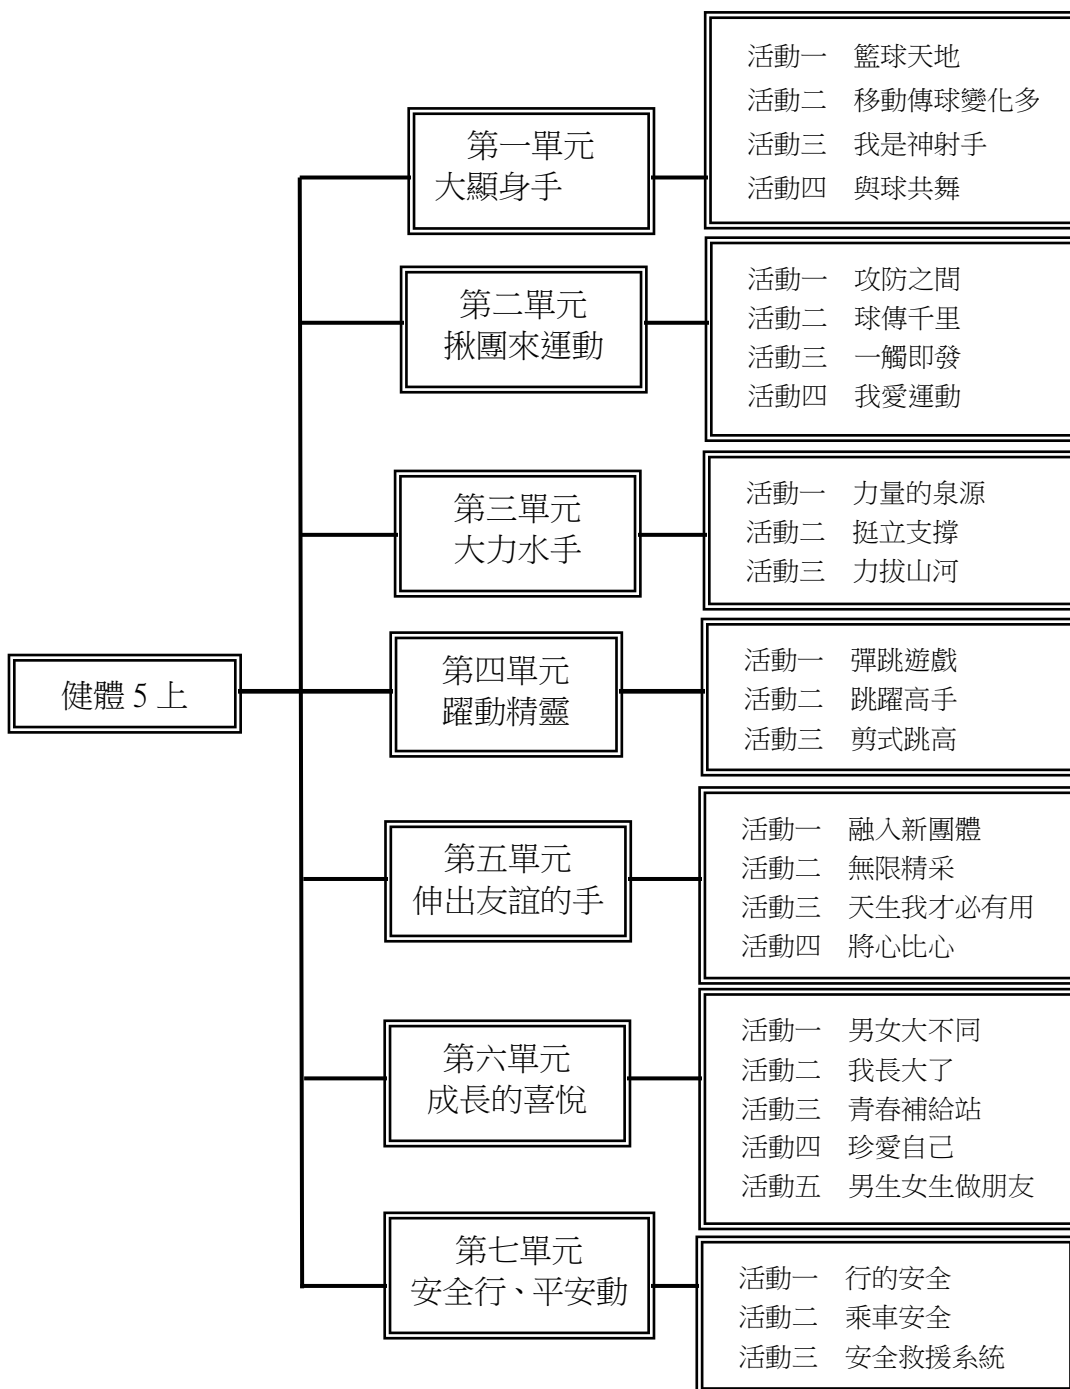 健體 5 上
第一單元
大顯身手
活動一 籃球天地
活動二 移動傳球變化多
活動三 我是神射手
活動四 與球共舞
第二單元
揪團來運動
活動一 攻防之間
活動二 球傳千里
活動三 一觸即發
活動四 我愛運動
第三單元
大力水手
活動一 力量的泉源
活動二 挺立支撐
活動三 力拔山河
第四單元
躍動精靈
活動一 彈跳遊戲
活動二 跳躍高手
活動三 剪式跳高
第五單元
伸出友誼的手
活動一 融入新團體
活動二 無限精采
活動三 天生我才必有用
活動四 將心比心
第六單元
成長的喜悅
活動一 男女大不同
活動二 我長大了
活動三 青春補給站
活動四 珍愛自己
活動五 男生女生做朋友
第七單元
安全行、平安動
活動一 行的安全
活動二 乘車安全
活動三 安全救援系統